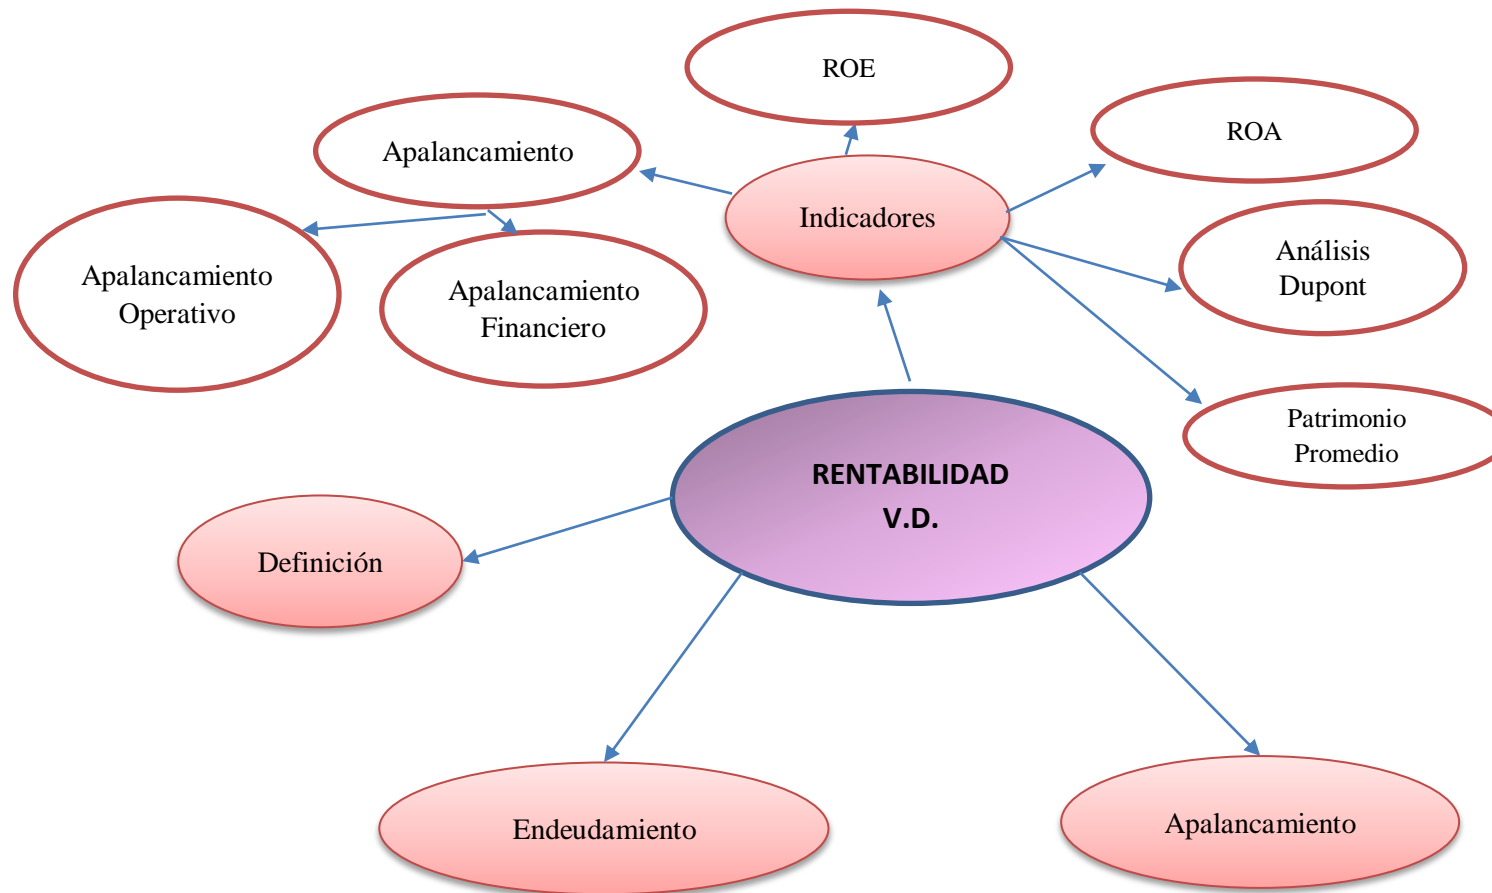 ROE
ROA
Apalancamiento
Indicadores
Análisis
Dupont
Apalancamiento
Operativo
Apalancamiento
Financiero
Patrimonio
Promedio
RENTABILIDAD
V.D.
Definición
Endeudamiento
Apalancamiento